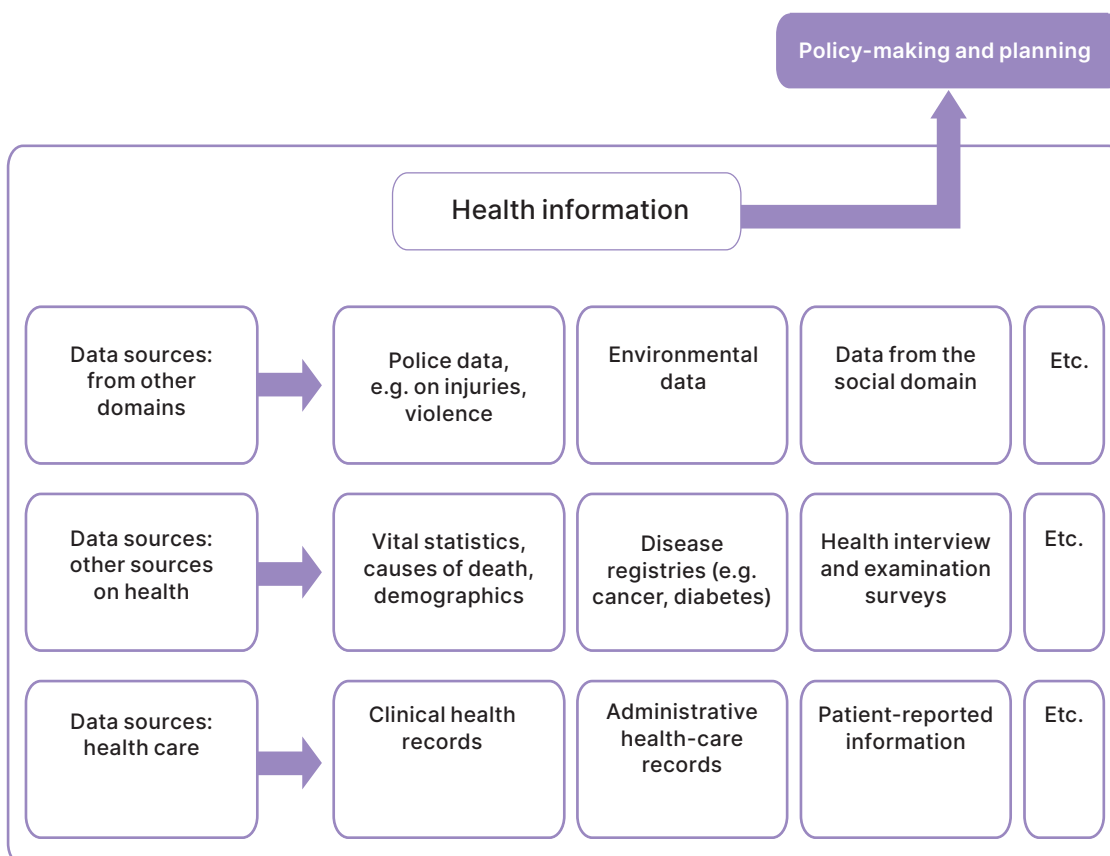 Policy-making and planning
Health information
Data sources:
from other
domains
Police data,
e.g. on injuries,
violence
Environmental
data
Data from the
social domain
Etc.
Data sources:
other sources
on health
Vital statistics,
causes of death,
demographics
Disease
registries (e.g.
cancer, diabetes)
Health interview
and examination
surveys
Etc.
Data sources:
health care
Clinical health
records
Administrative
health-care
records
Patient-reported
information
Etc.